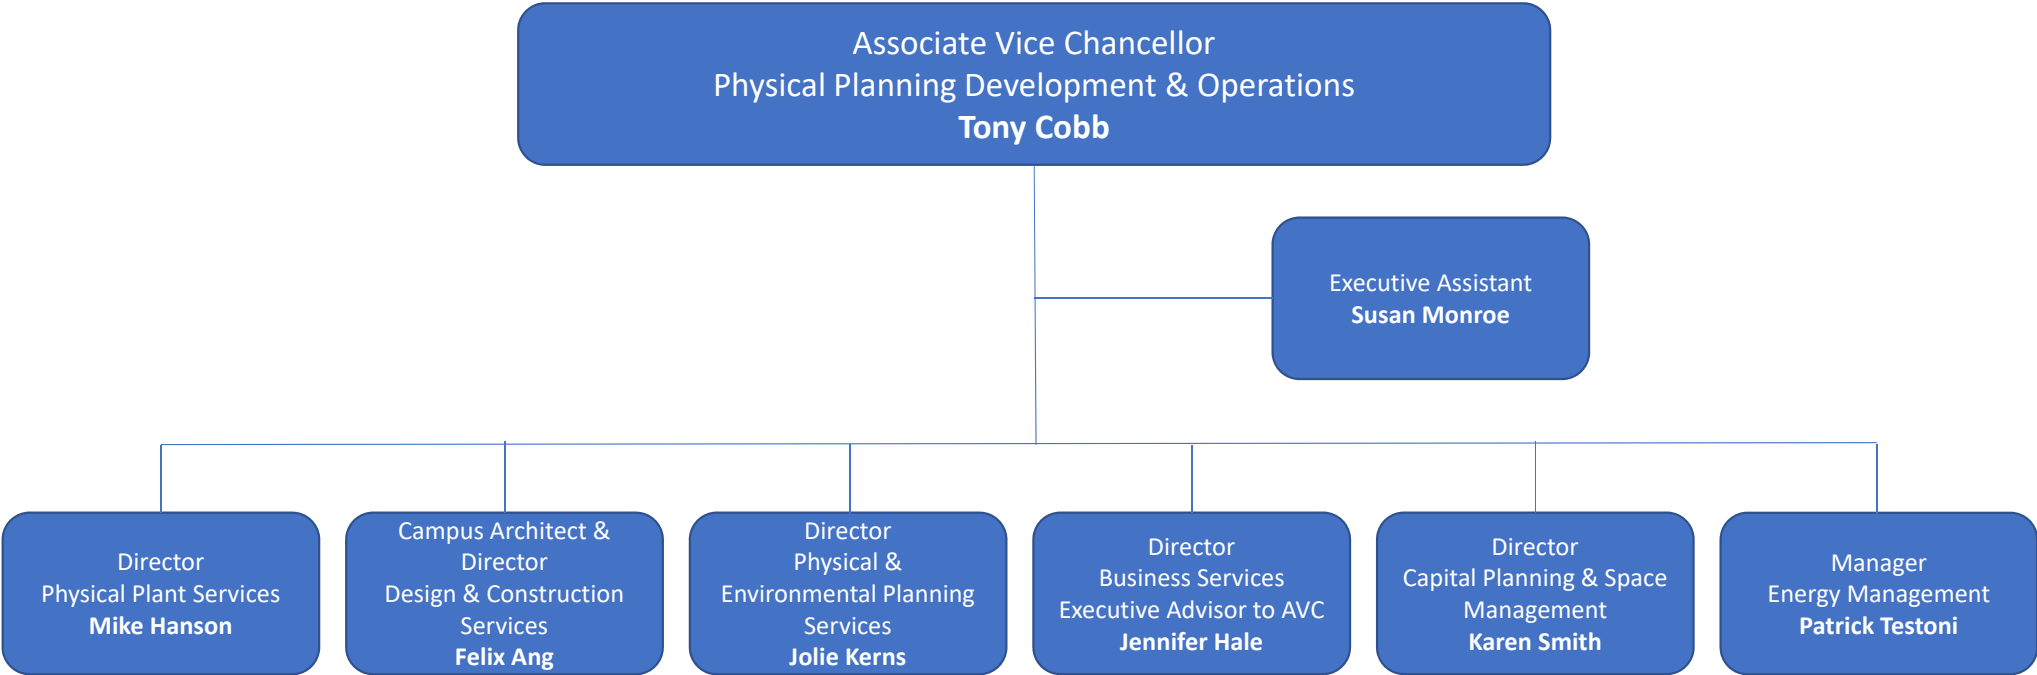 Associate Vice Chancellor
Physical Planning Development & Operations
Tony Cobb
Executive Assistant
Susan Monroe
Director
Physical Plant Services
Mike Hanson
Campus Architect &
Director
Design & Construction
Services
Felix Ang
Director
Physical &
Environmental Planning
Services
Jolie Kerns
Director
Business Services
Executive Advisor to AVC
Jennifer Hale
Director
Capital Planning & Space
Management
Karen Smith
Manager
Energy Management
Patrick Testoni